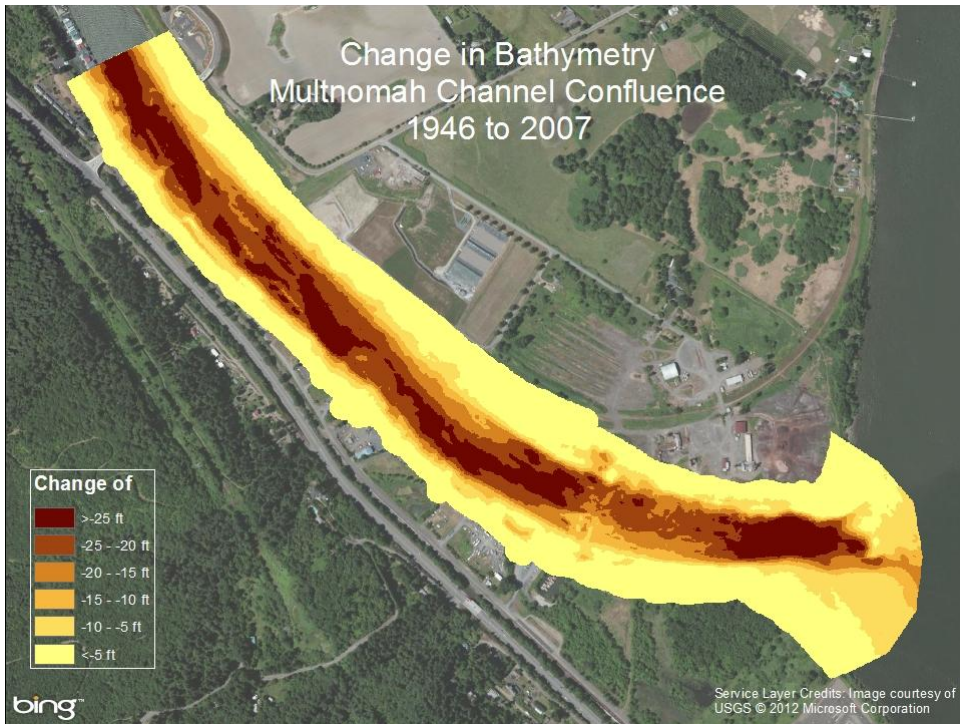 Change in Bathymetry
Multnomah Channel Confluence
1946 to 2007
Change of
>-25 ft
-25 - -20 ft
-20 - -15 ft
-15 - -10 ft
-10 - -5 ft
<-5 ft
bing™
Service Layer Credits: Image courtesy of
USGS © 2012 Microsoft Corporation